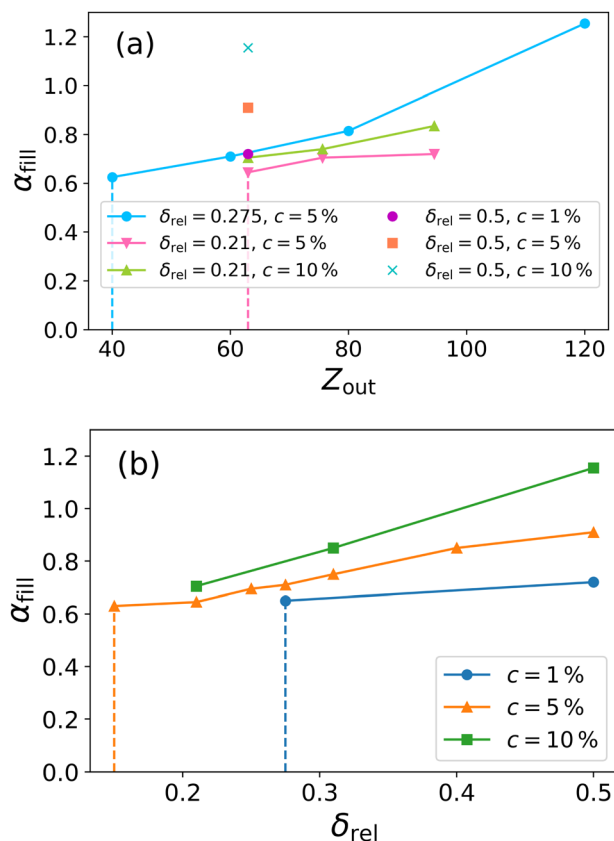 (a)
1.2
1.0
0.8
0.6
0.4
0.2
0.0
α_fill
δ_rel = 0.275, c = 5 %
δ_rel = 0.21, c = 5 %
δ_rel = 0.21, c = 10 %
δ_rel = 0.5, c = 1 %
δ_rel = 0.5, c = 5 %
δ_rel = 0.5, c = 10 %
40 60 80 100 120
Z_out
(b)
1.2
1.0
0.8
0.6
0.4
0.2
0.0
α_fill
c = 1 %
c = 5 %
c = 10 %
0.2 0.3 0.4 0.5
δ_rel